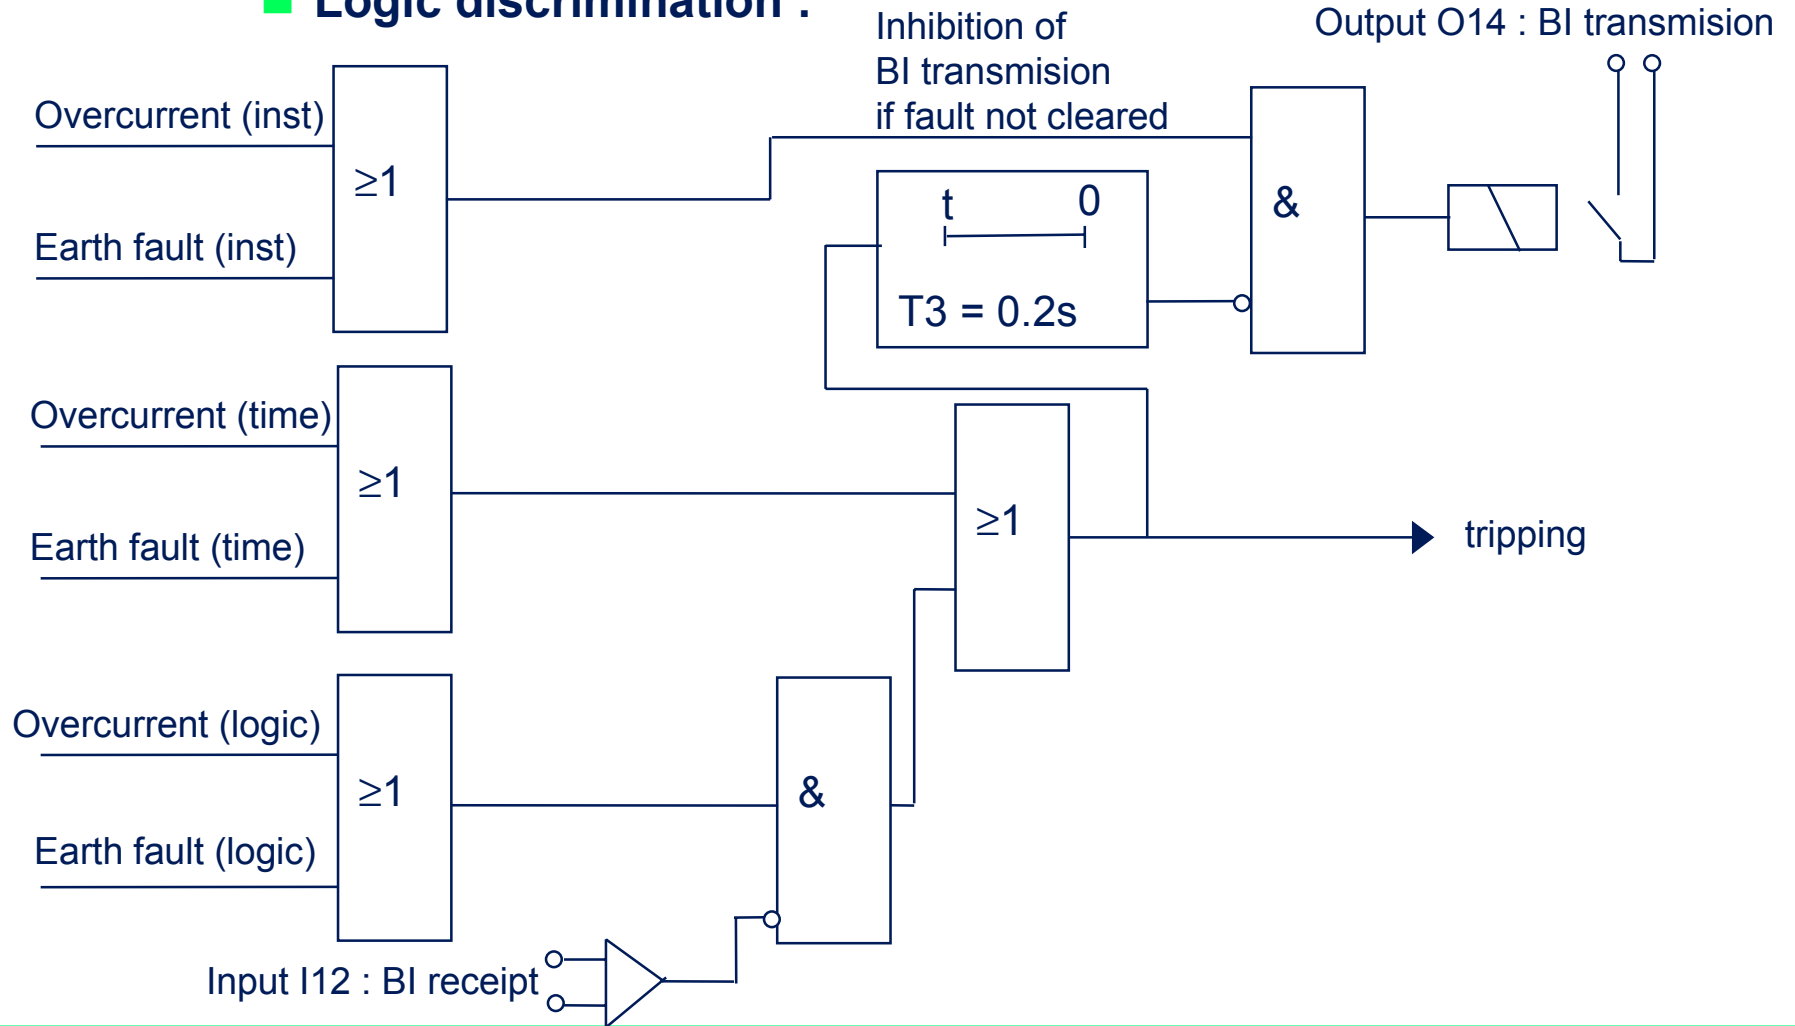 Logic discrimination :
Inhibition of
BI transmision
if fault not cleared
Output O14 : BI transmision
Overcurrent (inst)
Earth fault (inst)
≥1
t 0
T3 = 0.2s
&
Overcurrent (time)
Earth fault (time)
≥1
≥1
tripping
Overcurrent (logic)
Earth fault (logic)
≥1
&
Input I12 : BI receipt